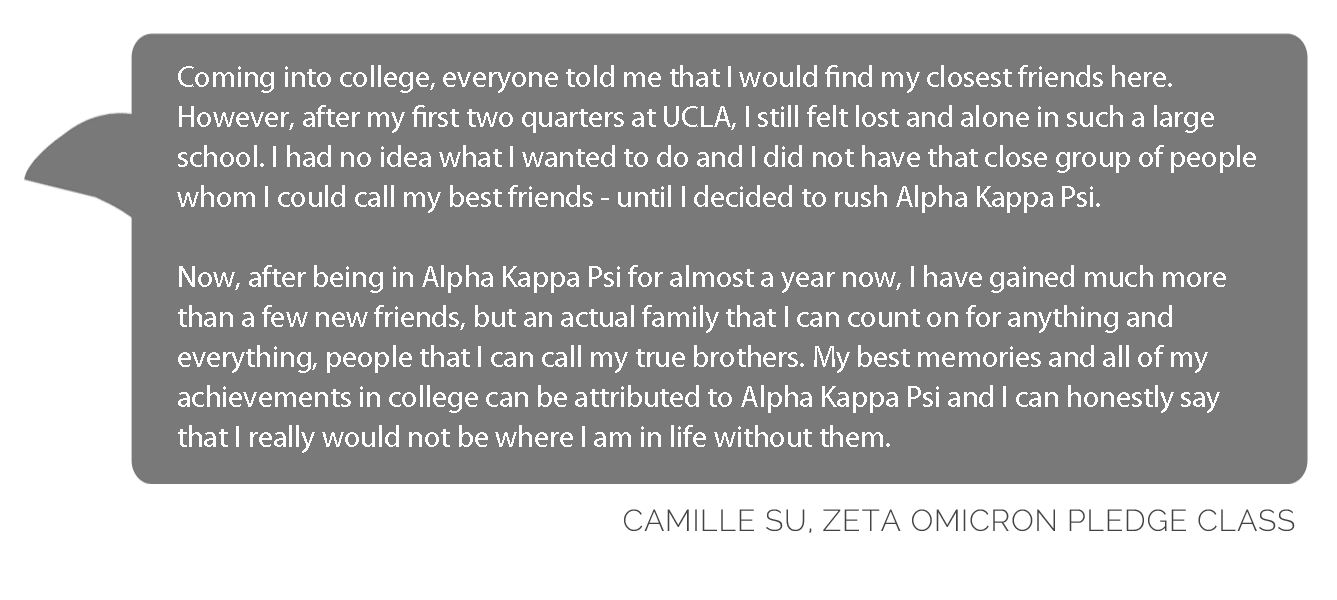 Coming into college, everyone told me that I would find my closest friends here.
However, after my first two quarters at UCLA, I still felt lost and alone in such a large
school. I had no idea what I wanted to do and I did not have that close group of people
whom I could call my best friends - until I decided to rush Alpha Kappa Psi.
Now, after being in Alpha Kappa Psi for almost a year now, I have gained much more
than a few new friends, but an actual family that I can count on for anything and
everything, people that I can call my true brothers. My best memories and all of my
achievements in college can be attributed to Alpha Kappa Psi and I can honestly say
that I really would not be where I am in life without them.
CAMILLE SU, ZETA OMICRON PLEDGE CLASS